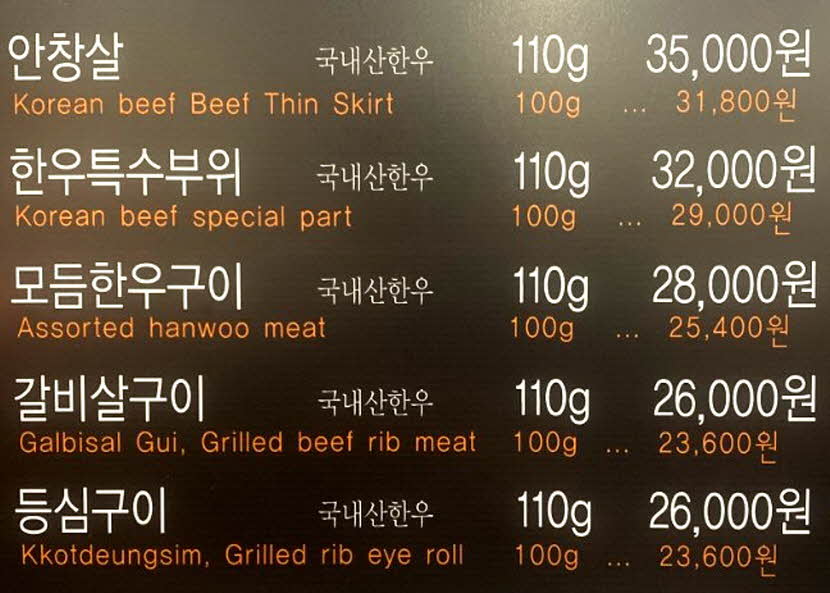 안창살 국내산한우 110g 35,000원
Korean beef Beef Thin Skirt 100g ... 31,800원
한우특수부위 국내산한우 110g 32,000원
Korean beef special part 100g ... 29,000원
모듬한우구이 국내산한우 110g 28,000원
Assorted hanwoo meat 100g ... 25,400원
갈비살구이 국내산한우 110g 26,000원
Galbisal Gui, Grilled beef rib meat 100g ... 23,600원
등심구이 국내산한우 110g 26,000원
Kkotdeungsim, Grilled rib eye roll 100g ... 23,600원